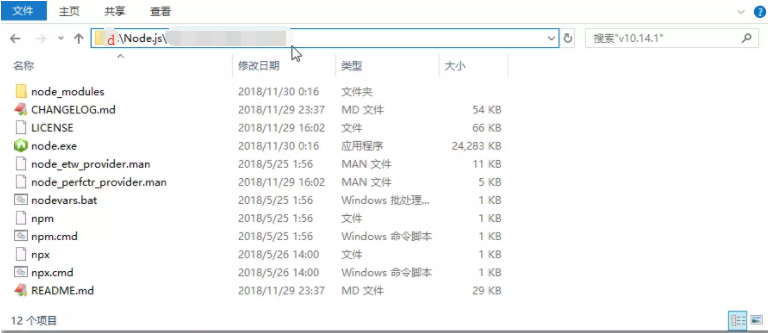 文件 主页 共享 查看
d:\Node.js\ 搜索"v10.14.1"
名称 修改日期 类型 大小
node_modules 2018/11/30 0:16 文件夹
CHANGELOG.md 2018/11/29 23:37 MD 文件 54 KB
LICENSE 2018/11/29 16:02 文件 66 KB
node.exe 2018/11/30 0:16 应用程序 24,283 KB
node_etw_provider.man 2018/5/25 1:56 MAN 文件 11 KB
node_perfctr_provider.man 2018/11/29 16:02 MAN 文件 5 KB
nodevars.bat 2018/5/25 1:56 Windows 批处理... 1 KB
npm 2018/5/25 1:56 文件 1 KB
npm.cmd 2018/5/25 1:56 Windows 命令脚本 1 KB
npx 2018/5/26 14:00 文件 1 KB
npx.cmd 2018/5/26 14:00 Windows 命令脚本 1 KB
README.md 2018/11/29 23:37 MD 文件 29 KB
12 个项目